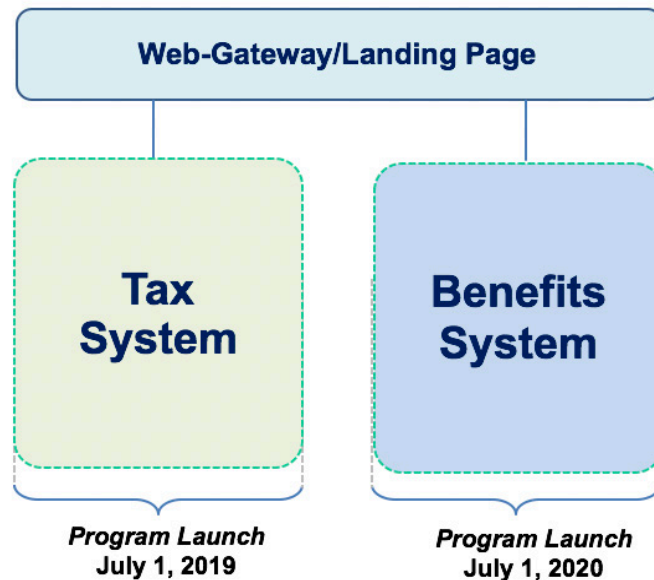 Web-Gateway/Landing Page
Tax
System
Benefits
System
Program Launch
July 1, 2019
Program Launch
July 1, 2020